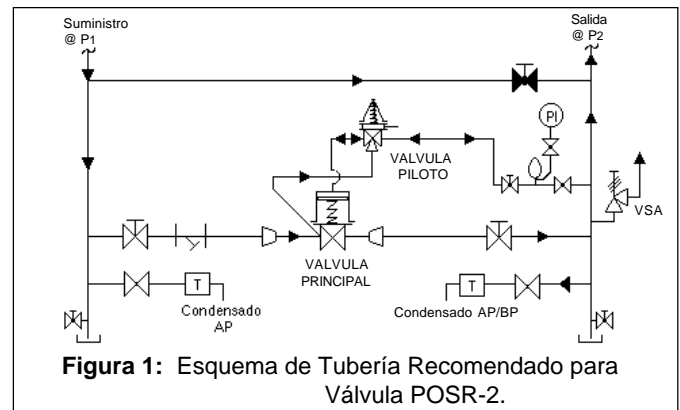 Suministro
@ P1
Salida
@ P2
PI
VALVULA
PILOTO
VSA
VALVULA
PRINCIPAL
T
Condensado
AP
T
Condensado AP/BP
Figura 1: Esquema de Tubería Recomendado para
Válvula POSR-2.